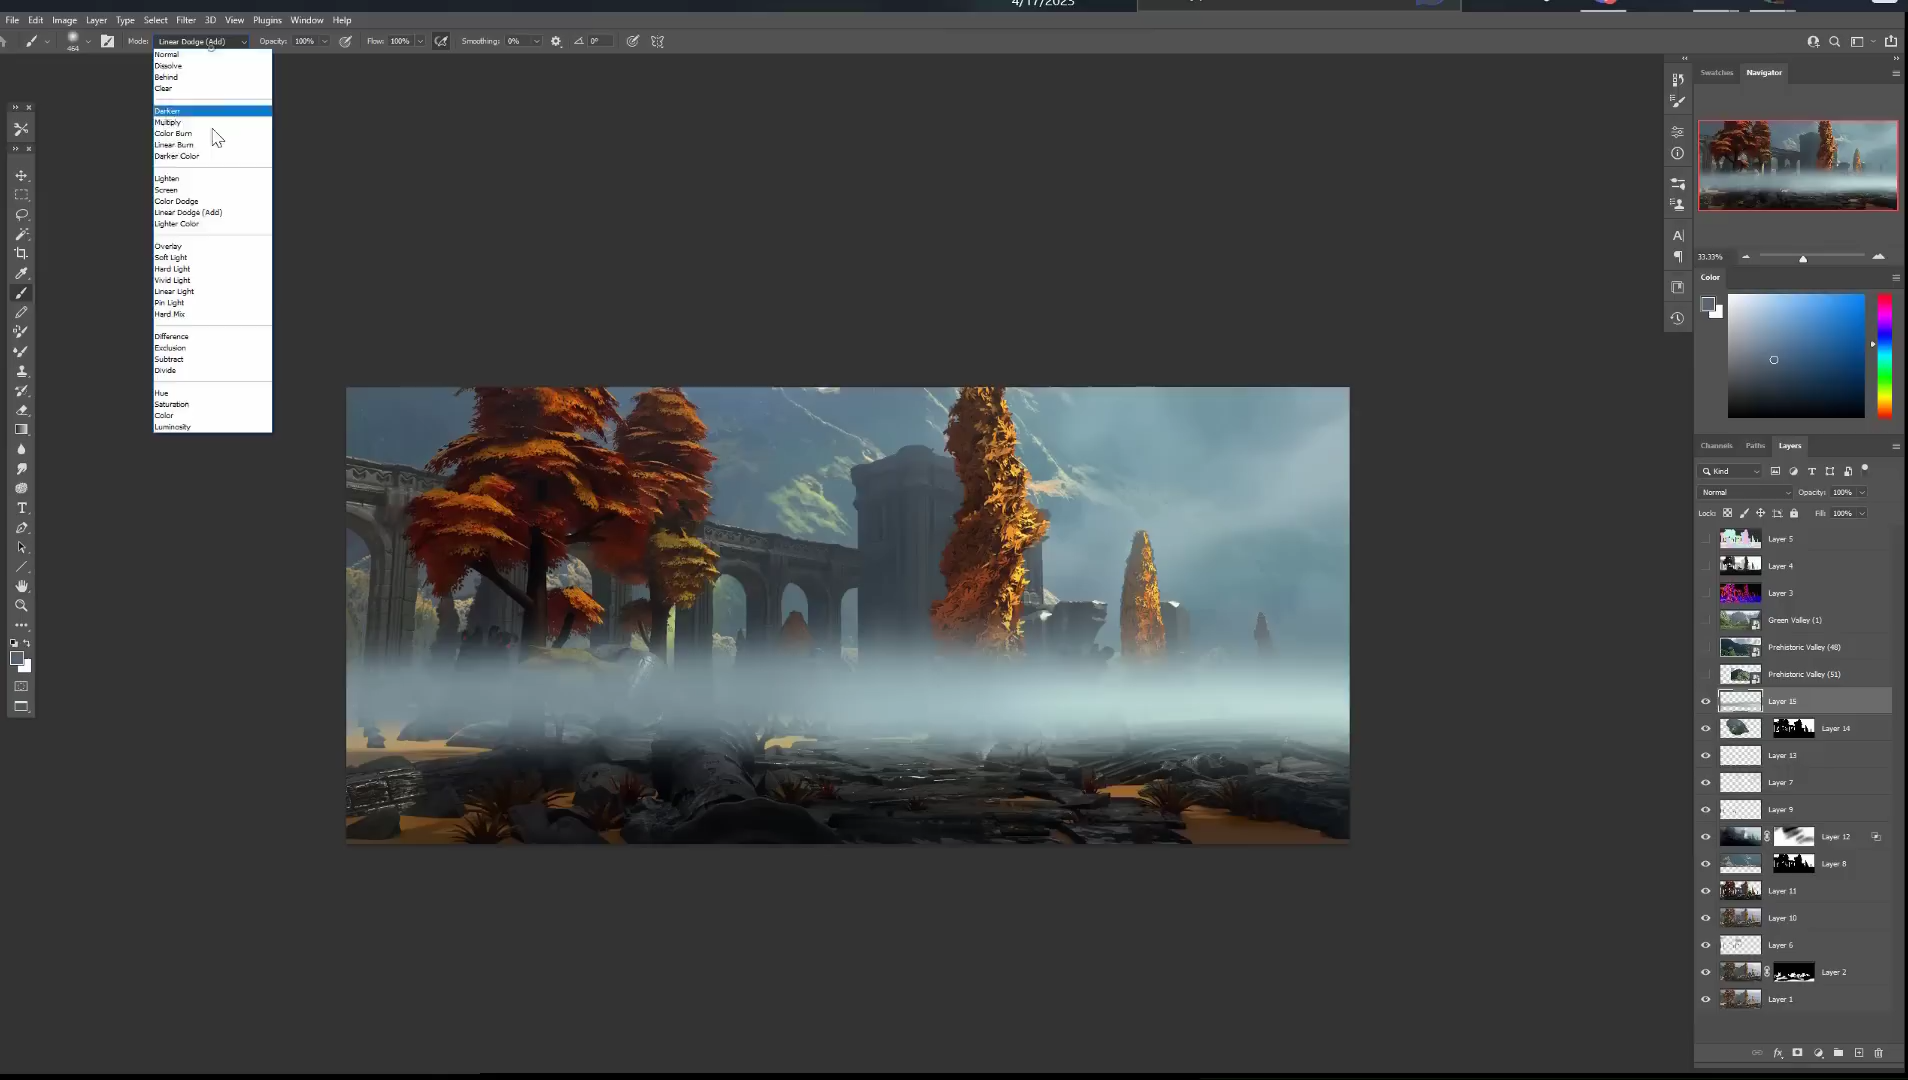 4/17/2023
File Edit Image Layer Type Select Filter 3D View Plugins Window Help
464 Mode: Linear Dodge (Add) Opacity: 100% Flow: 100% Smoothing: 0% 0°
Normal
Dissolve
Behind
Clear
Darken
Multiply
Color Burn
Linear Burn
Darker Color
Lighten
Screen
Color Dodge
Linear Dodge (Add)
Lighter Color
Overlay
Soft Light
Hard Light
Vivid Light
Linear Light
Pin Light
Hard Mix
Difference
Exclusion
Subtract
Divide
Hue
Saturation
Color
Luminosity
Swatches Navigator
33.33%
Color
Channels Paths Layers
Kind
Normal Opacity: 100%
Lock: Fill: 100%
Layer 5
Layer 4
Layer 3
Green Valley (1)
Prehistoric Valley (48)
Prehistoric Valley (51)
Layer 15
Layer 14
Layer 13
Layer 7
Layer 9
Layer 12
Layer 8
Layer 11
Layer 10
Layer 6
Layer 2
Layer 1